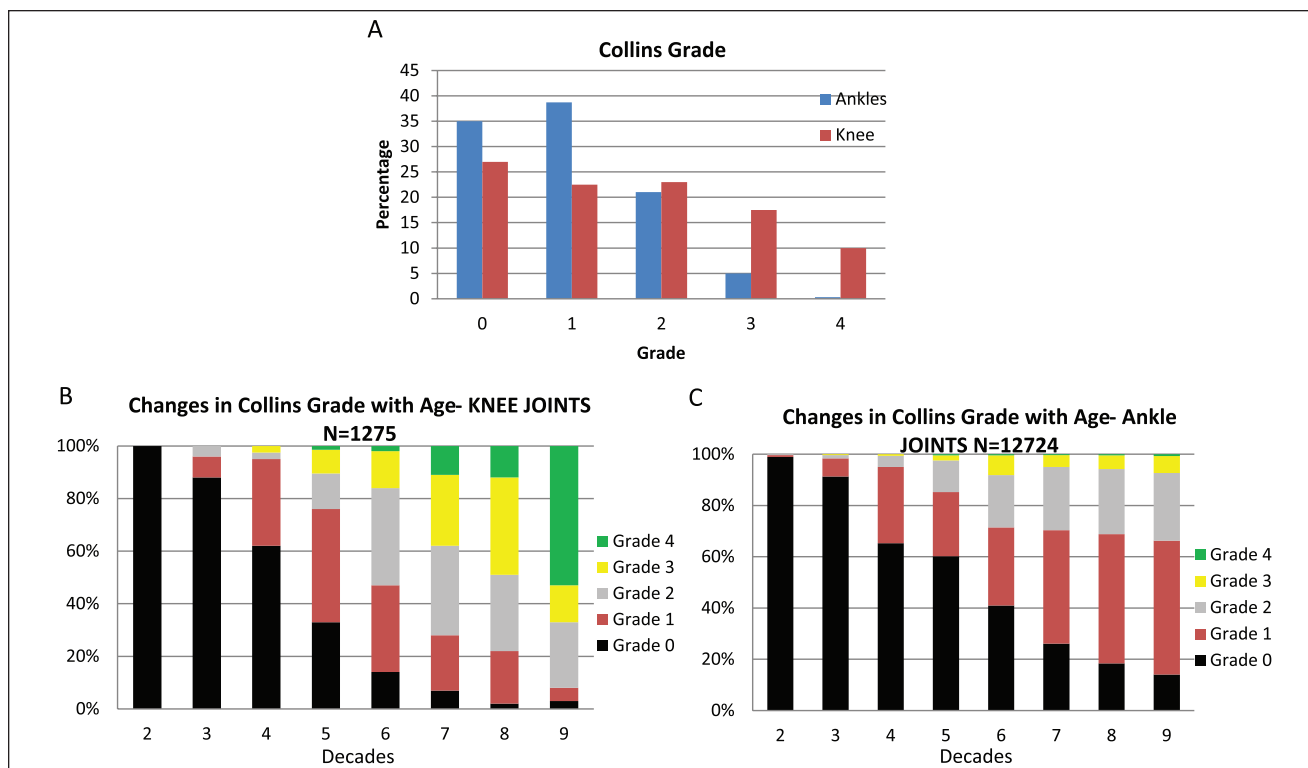 A
Collins Grade
45
40
35
30
25
20
15
10
5
0
Percentage
Ankles
Knee
0 1 2 3 4
Grade
B
Changes in Collins Grade with Age- KNEE JOINTS
N=1275
100%
80%
60%
40%
20%
0%
Grade 4
Grade 3
Grade 2
Grade 1
Grade 0
2 3 4 5 6 7 8 9
Decades
C
Changes in Collins Grade with Age- Ankle
JOINTS N=12724
100%
80%
60%
40%
20%
0%
Grade 4
Grade 3
Grade 2
Grade 1
Grade 0
2 3 4 5 6 7 8 9
Decades